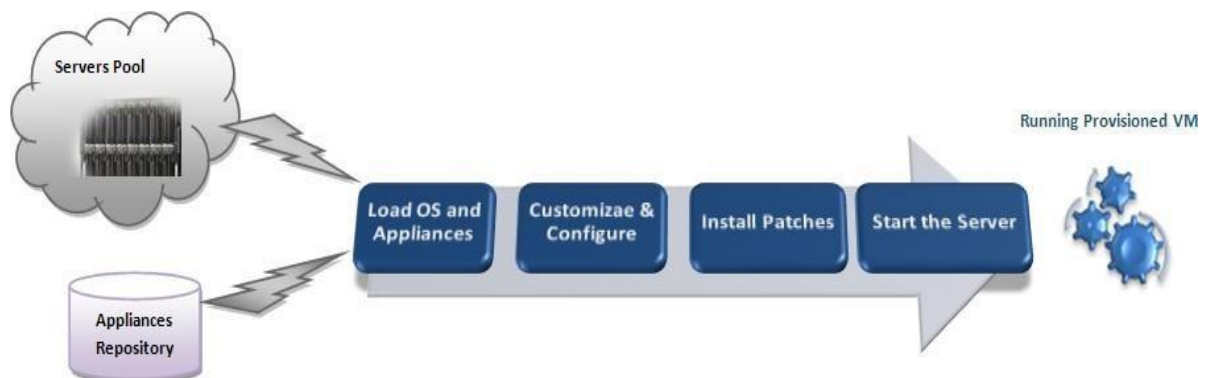 Servers Pool
Running Provisioned VM
Load OS and
Appliances
Customizae &
Configure
Install Patches
Start the Server
Appliances
Repository